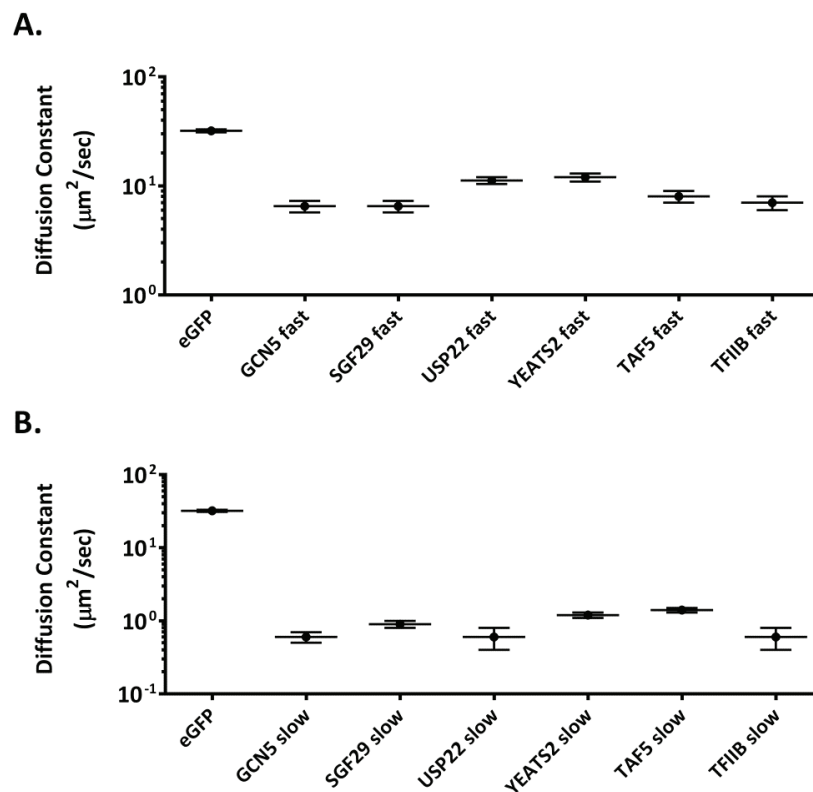 A.
Diffusion Constant
(μm²/sec)
10²
10¹
10⁰
eGFP
GCN5 fast
SGF29 fast
USP22 fast
YEATS2 fast
TAF5 fast
TFIIB fast
B.
Diffusion Constant
(μm²/sec)
10²
10¹
10⁰
10⁻¹
eGFP
GCN5 slow
SGF29 slow
USP22 slow
YEATS2 slow
TAF5 slow
TFIIB slow